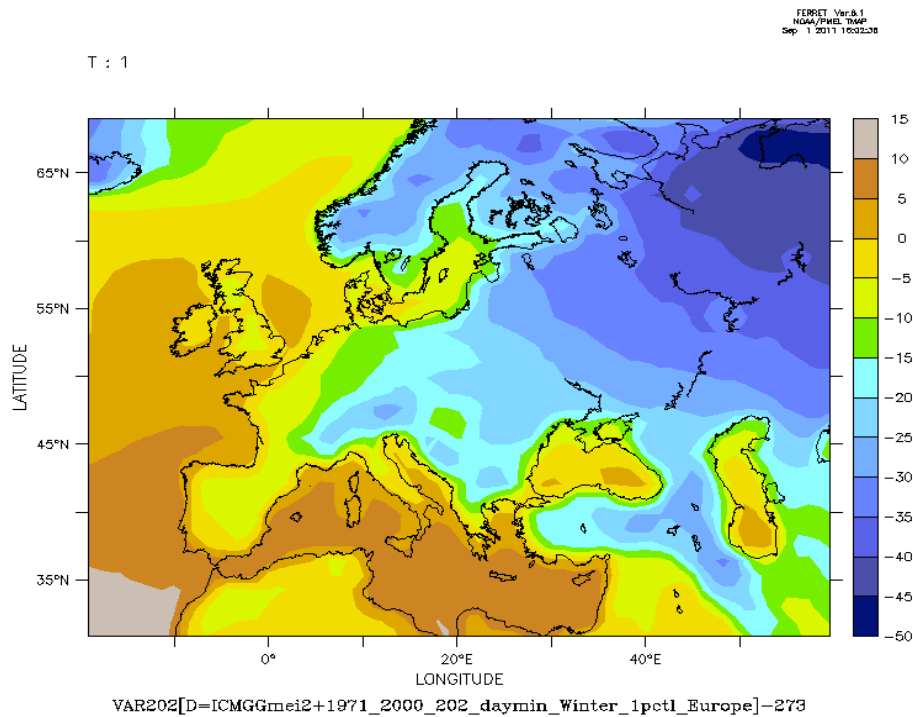 FERRET Ver.6.1
NOAA/PMEL TMAP
Sep 1 2011 16:02:38
T : 1
15
10
5
0
-5
-10
-15
-20
-25
-30
-35
-40
-45
-50
65°N
55°N
45°N
35°N
LATITUDE
0°
20°E
40°E
LONGITUDE
VAR202[D=ICMGGmei2+1971_2000_202_daymin_Winter_1pctl_Europe]-273